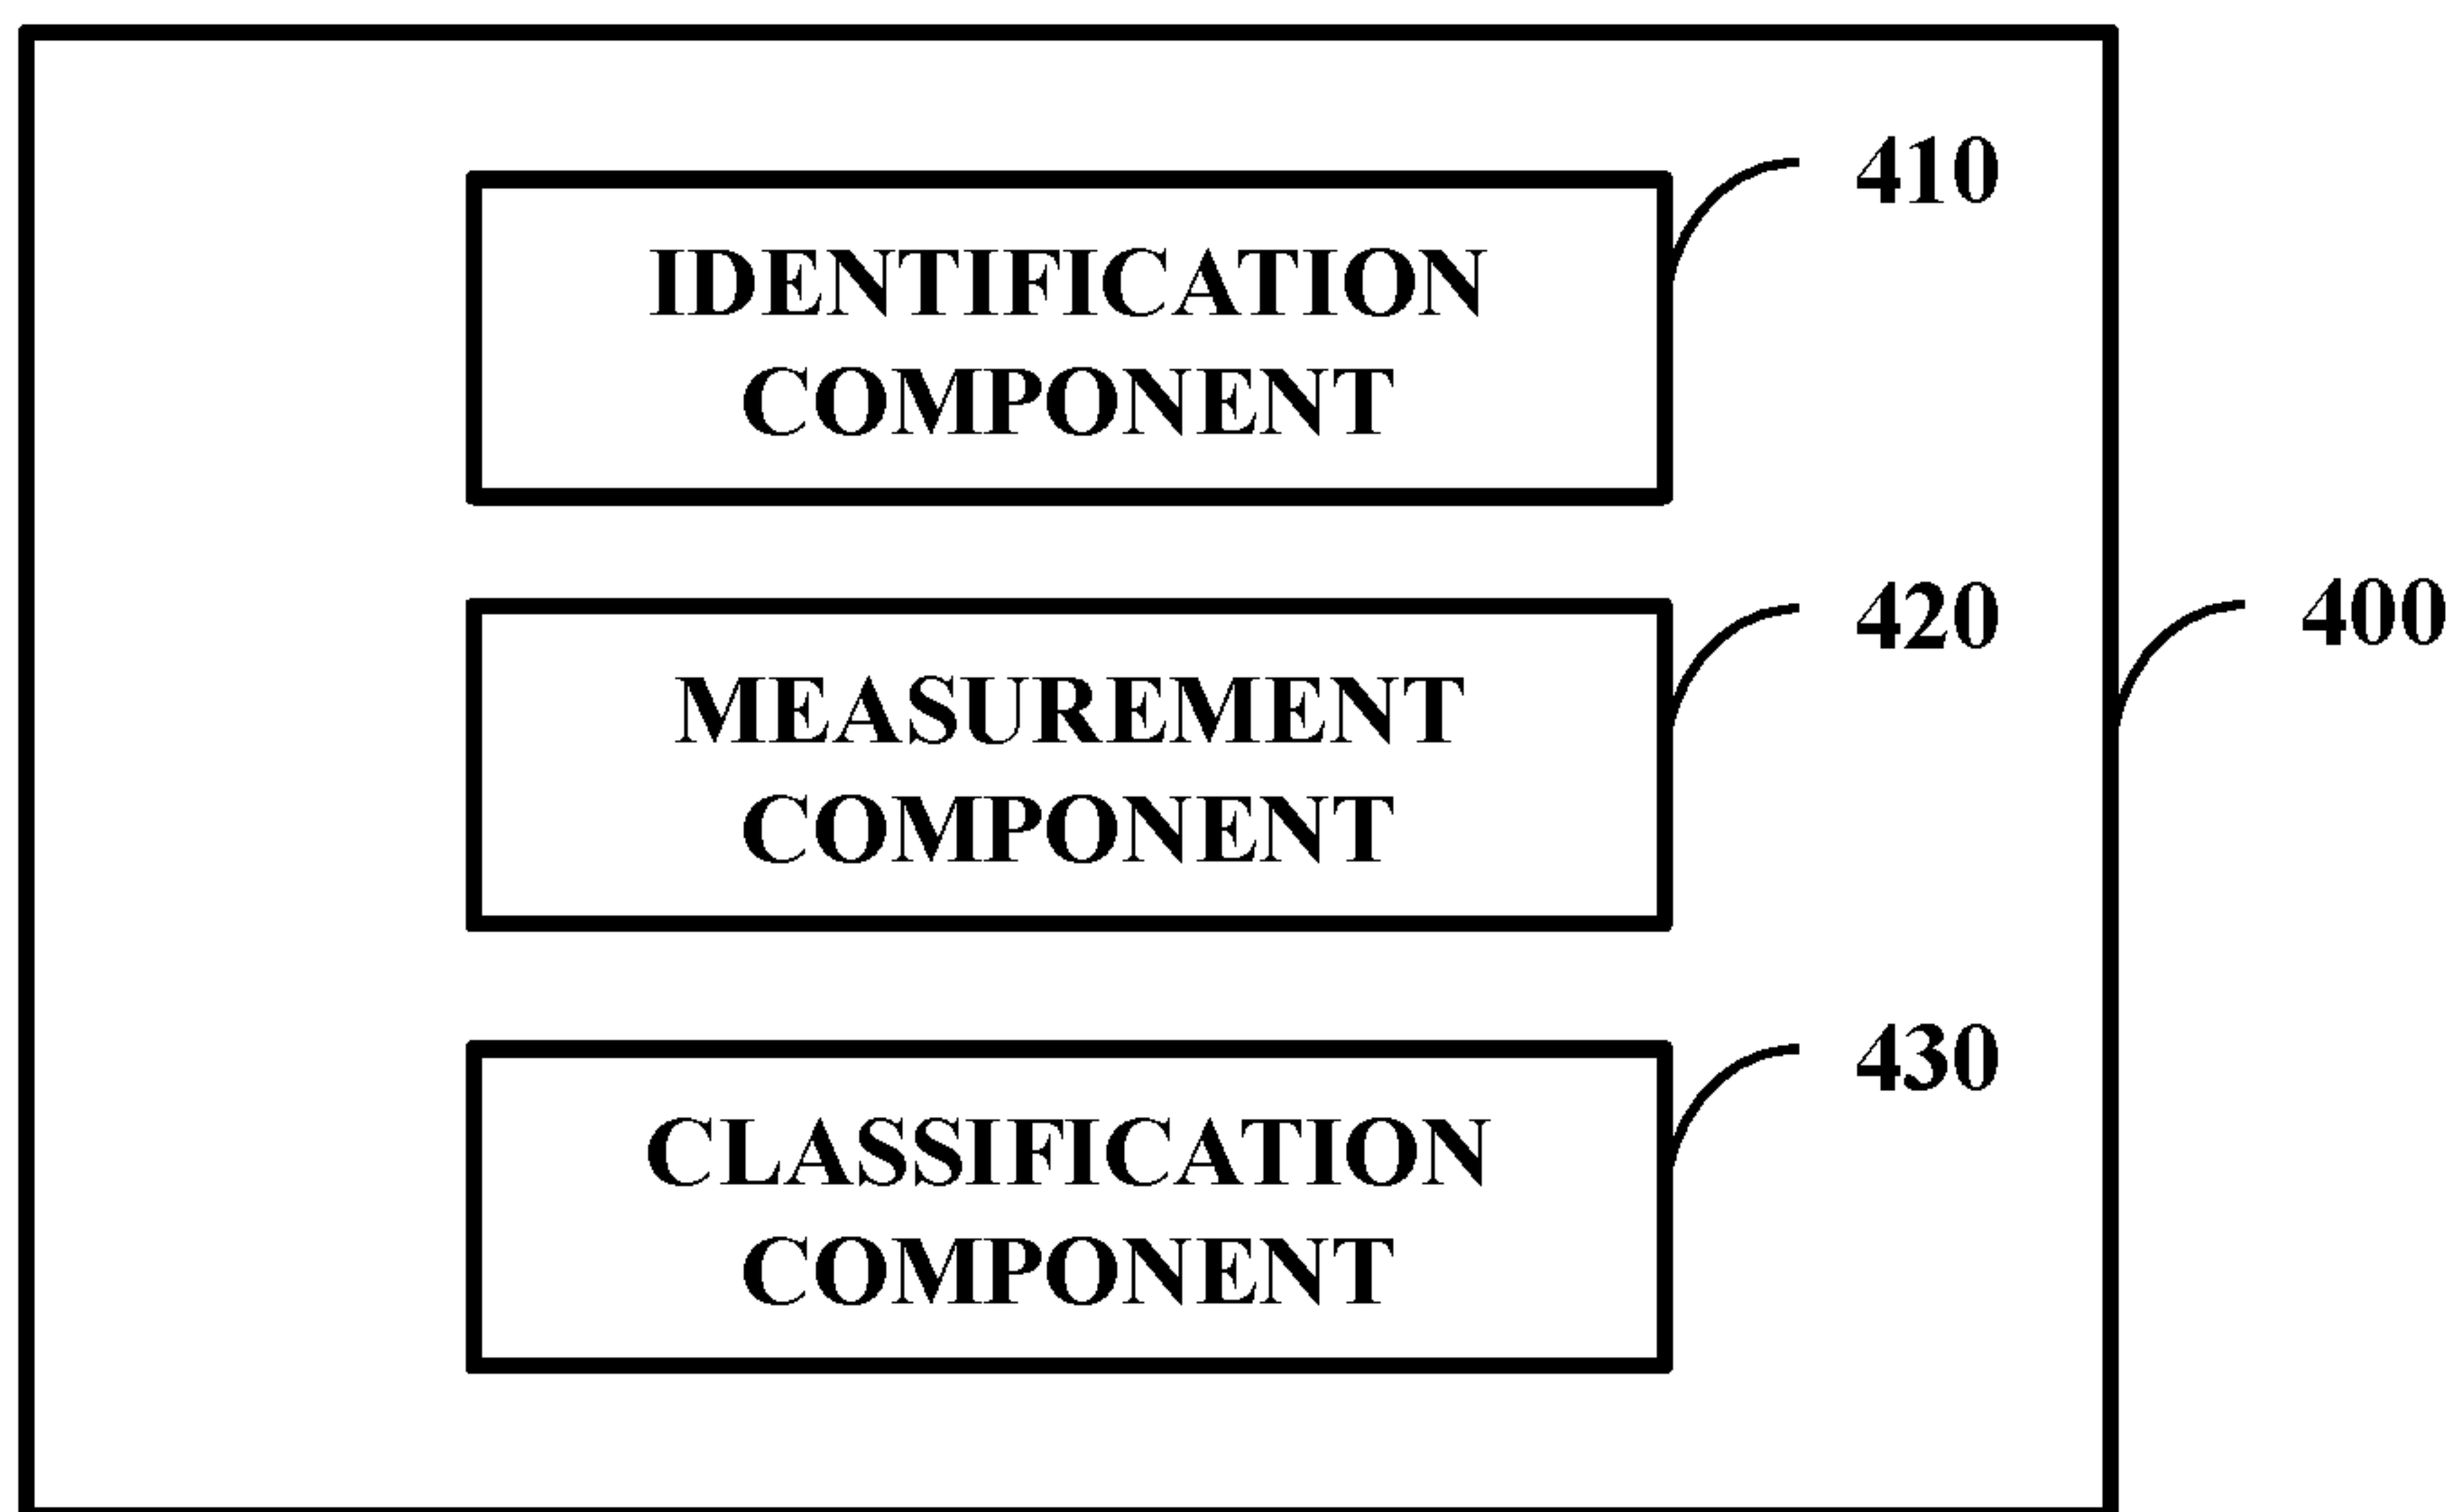 410
IDENTIFICATION
COMPONENT
420
400
MEASUREMENT
COMPONENT
430
CLASSIFICATION
COMPONENT